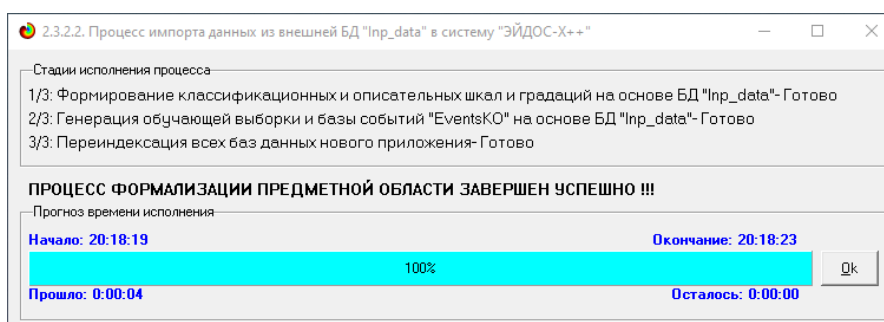 2.3.2.2. Процесс импорта данных из внешней БД "Inp_data" в систему "ЭЙДОС-X++"
Стадии исполнения процесса
1/3: Формирование классификационных и описательных шкал и градаций на основе БД "Inp_data"- Готово
2/3: Генерация обучающей выборки и базы событий "EventsKO" на основе БД "Inp_data"- Готово
3/3: Переиндексация всех баз данных нового приложения- Готово
ПРОЦЕСС ФОРМАЛИЗАЦИИ ПРЕДМЕТНОЙ ОБЛАСТИ ЗАВЕРШЕН УСПЕШНО !!!
Прогноз времени исполнения
Начало: 20:18:19 Окончание: 20:18:23
100% Ok
Прошло: 0:00:04 Осталось: 0:00:00